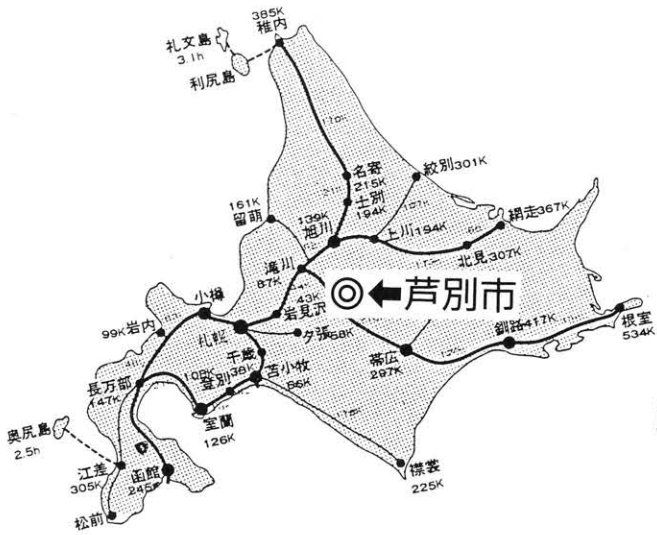 385K
稚内
礼文島
3.1h
利尻島
名寄
215K
紋別301K
士別
194K
161K
留萌
139K
旭川
上川194K
網走367K
北見307K
滝川
87K
43K
◎←芦別市
小樽
岩見沢
99K岩内
札幌
夕張
58K
釧路417K
根室
534K
千歳
38K
帯広
297K
長万部
147K
108K
登別
苫小牧
66K
室蘭
126K
奥尻島
2.5h
江差
305K
函館
245K
襟裳
225K
松前